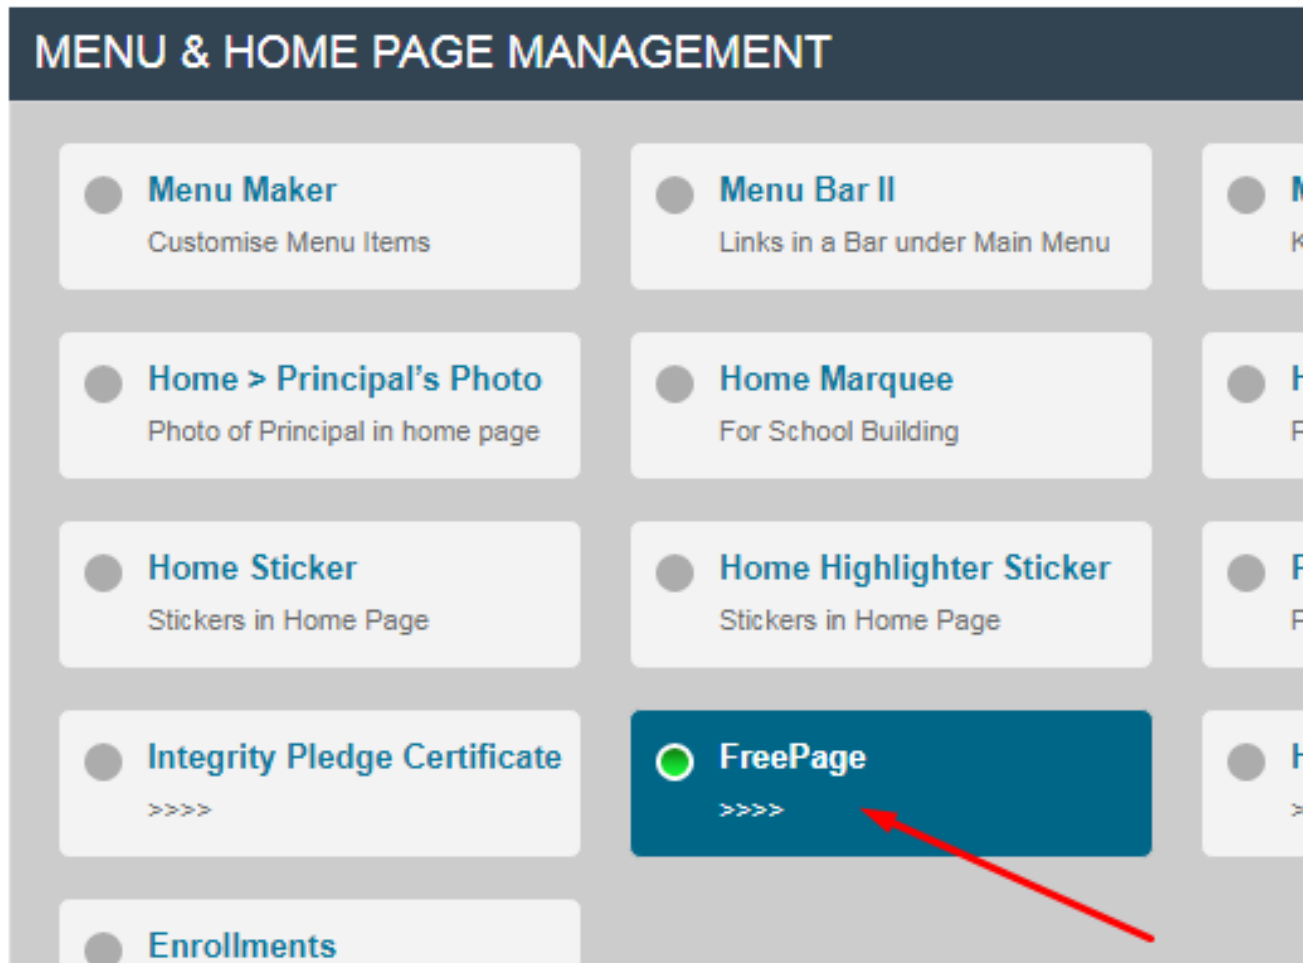 MENU & HOME PAGE MANAGEMENT
Menu Maker
Customise Menu Items
Menu Bar II
Links in a Bar under Main Menu
Home > Principal’s Photo
Photo of Principal in home page
Home Marquee
For School Building
Home Sticker
Stickers in Home Page
Home Highlighter Sticker
Stickers in Home Page
Integrity Pledge Certificate
>>>>
FreePage
>>>>
Enrollments